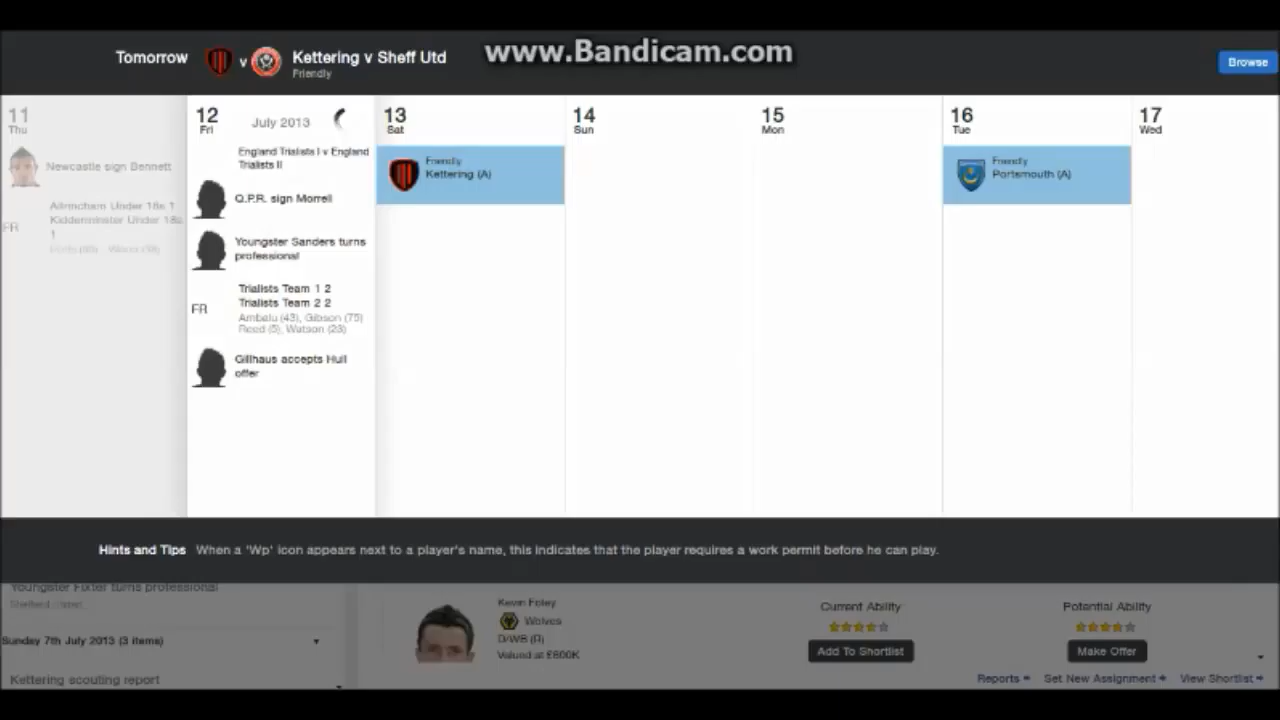 Tomorrow
v
Kettering v Sheff Utd
Friendly
www.Bandicam.com
Browse
11
Thu
Newcastle sign Bennett
FR
Under 18s 1
Kidderminster Under 18s
1
12
Fri
July 2013
England Trialists I v England
Trialists II
Q.P.R. sign Morrell
Youngster Sanders turns
professional
FR
Trialists Team 1 2
Trialists Team 2 2
Ambalu (43), Gibson (75)
Reed (5), Watson (23)
Gillhaus accepts Hull
offer
13
Sat
Friendly
Kettering (A)
14
Sun
15
Mon
16
Tue
Friendly
Portsmouth (A)
17
Wed
Hints and Tips
When a 'Wp' icon appears next to a player's name, this indicates that the player requires a work permit before he can play.
Youngster Fixter turns professional
Sunday 7th July 2013 (3 items)
Kettering scouting report
Kevin Foley
Wolves
D/WB (R)
Valued at £600K
Current Ability
Add To Shortlist
Potential Ability
Make Offer
Reports
Set New Assignment
View Shortlist